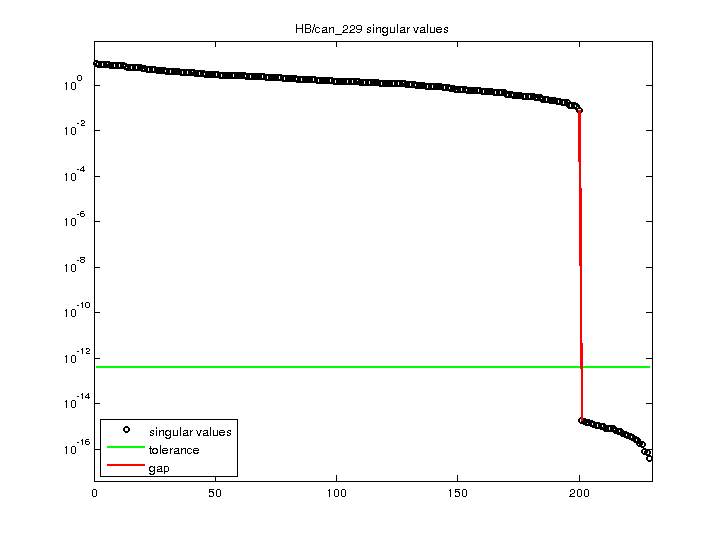 HB/can_229 singular values
10^0
10^-2
10^-4
10^-6
10^-8
10^-10
10^-12
10^-14
10^-16
singular values
tolerance
gap
0 50 100 150 200